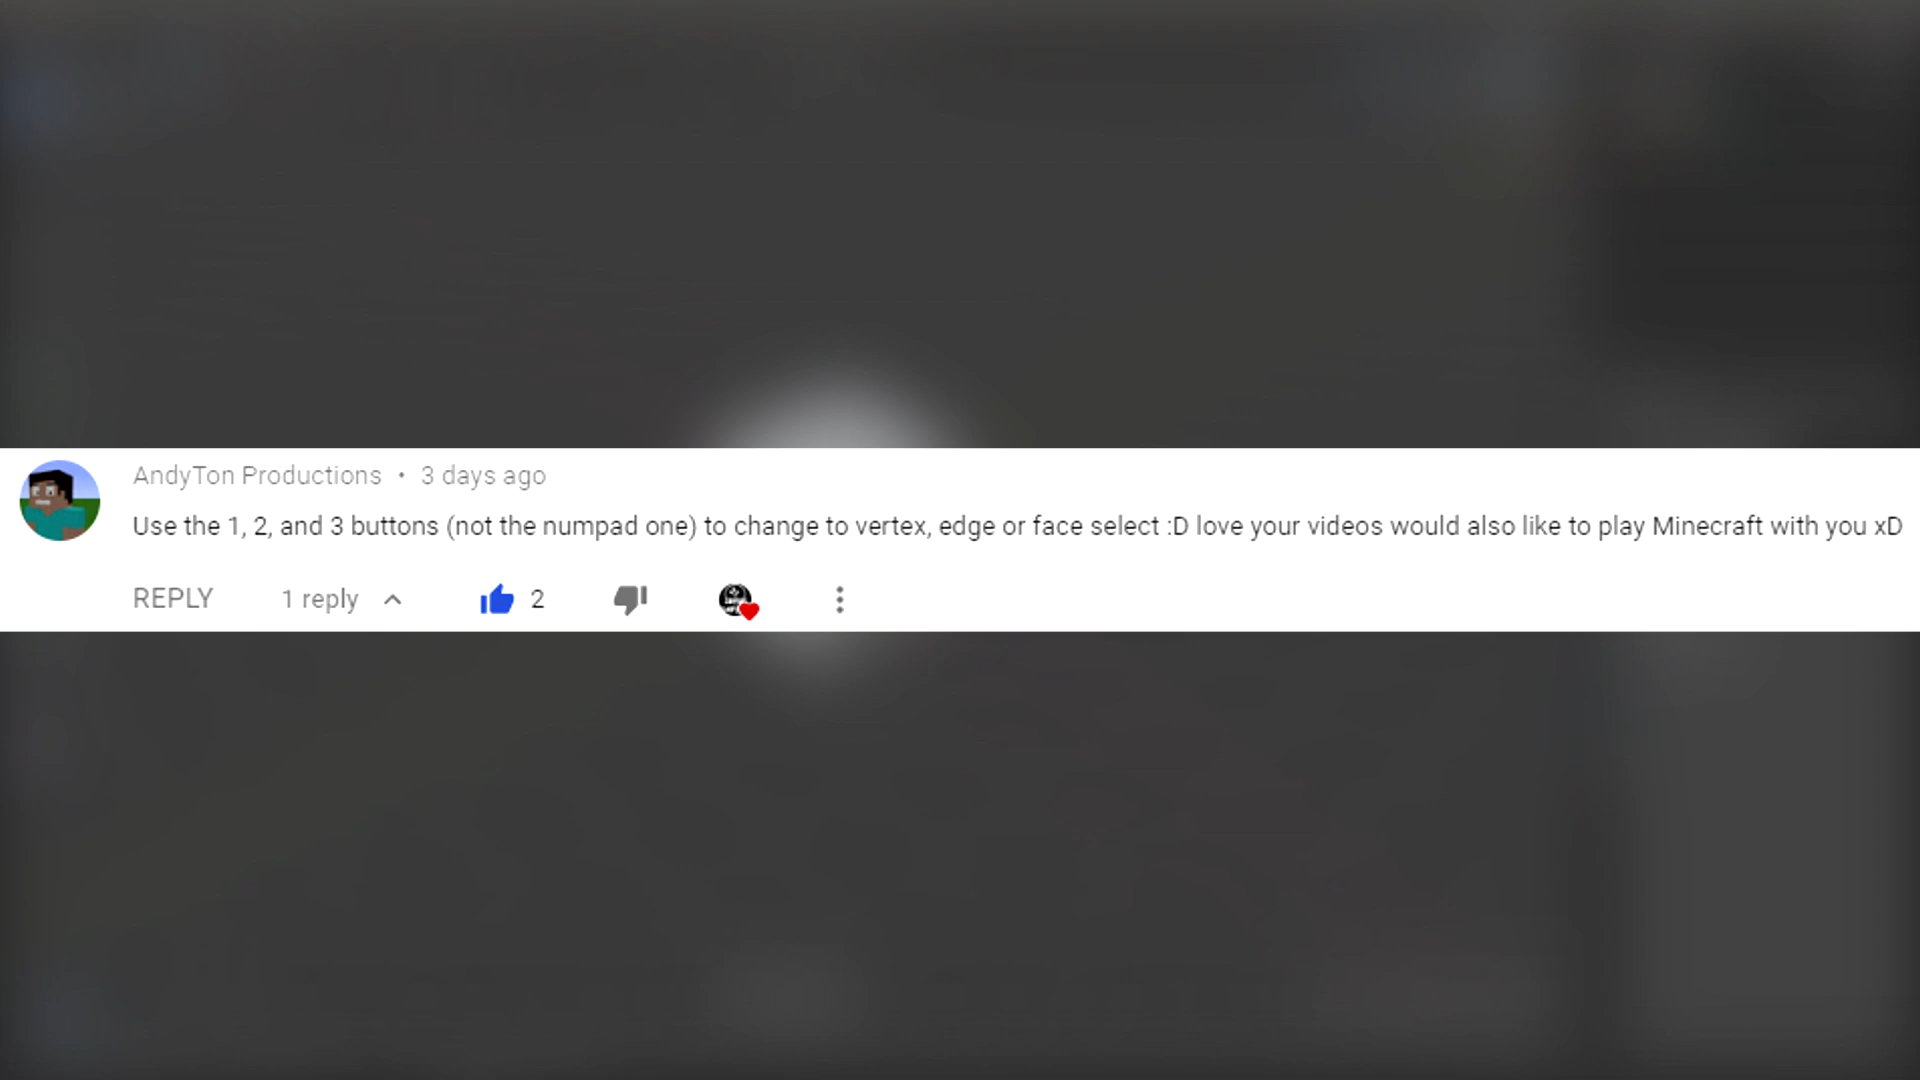 AndyTon Productions • 3 days ago
Use the 1, 2, and 3 buttons (not the numpad one) to change to vertex, edge or face select :D love your videos would also like to play Minecraft with you xD
REPLY 1 reply 2